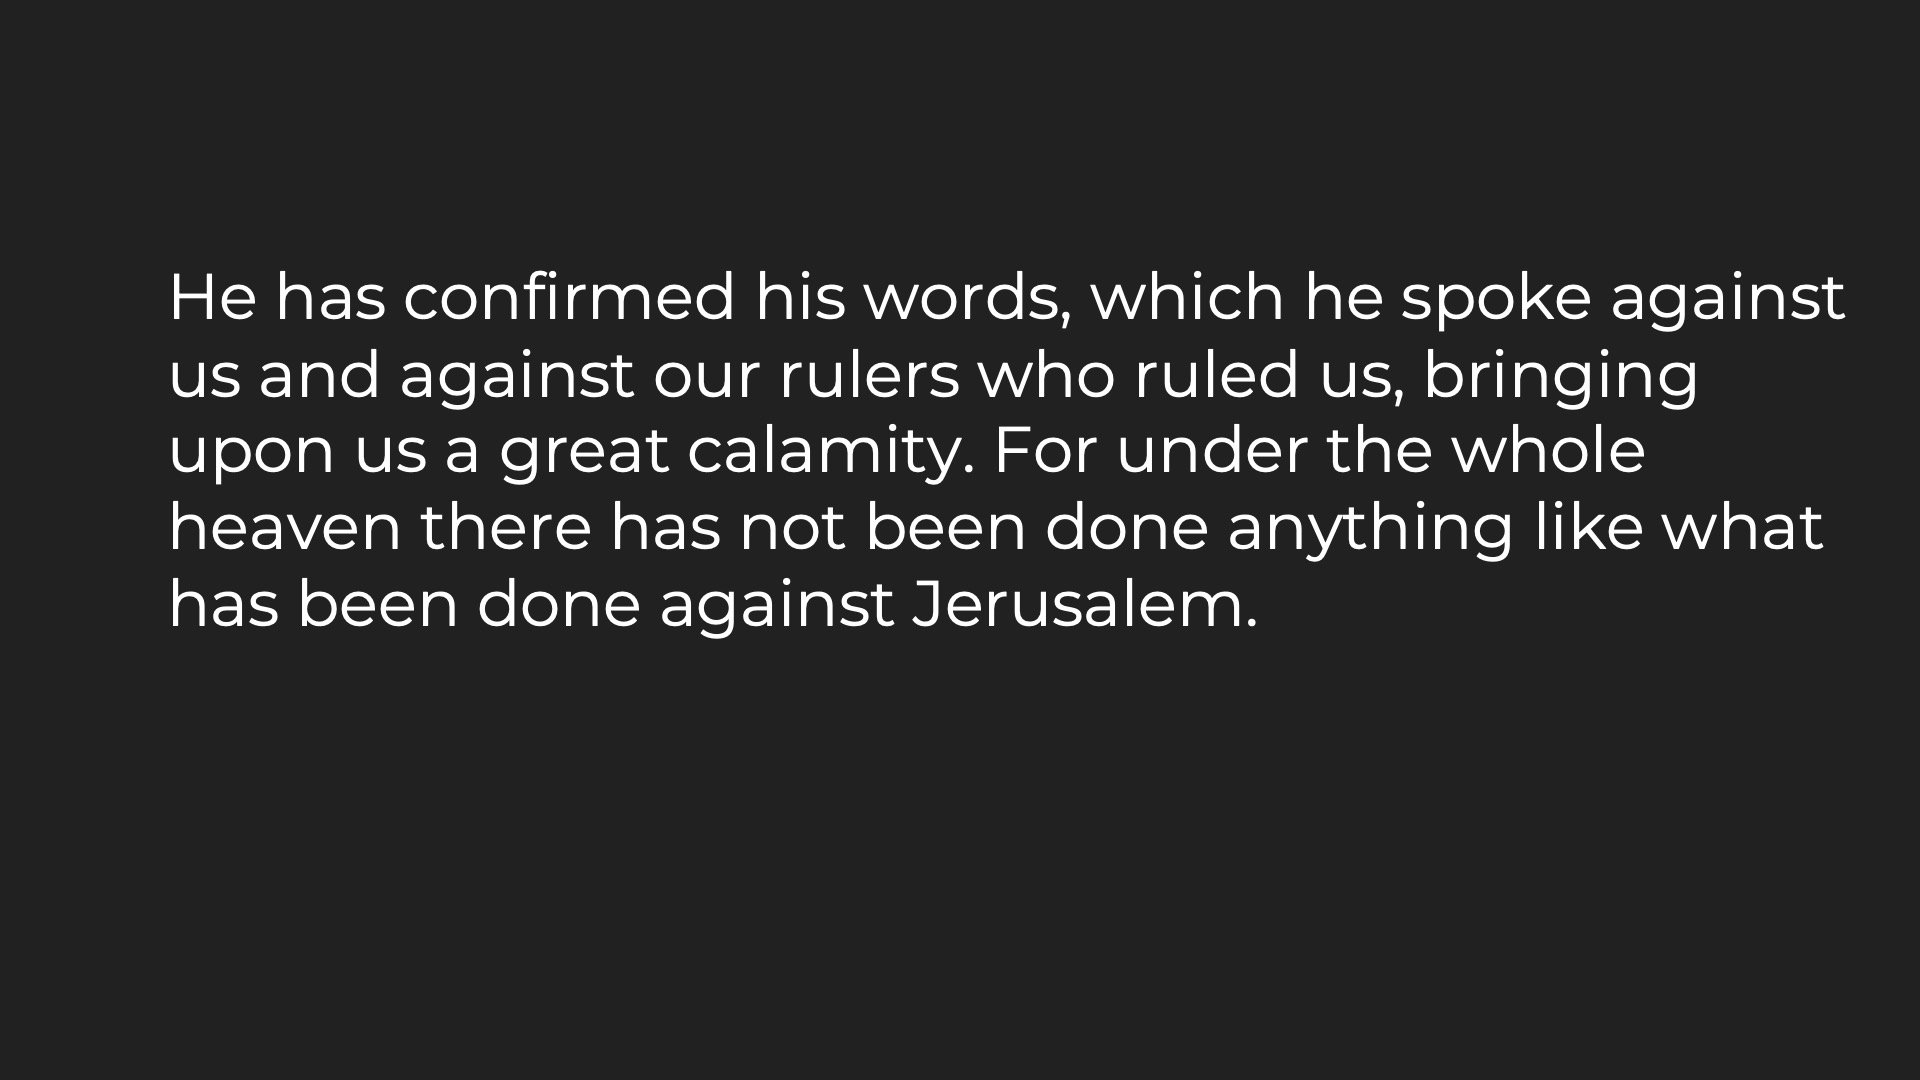 He has confirmed his words, which he spoke against
us and against our rulers who ruled us, bringing
upon us a great calamity. For under the whole
heaven there has not been done anything like what
has been done against Jerusalem.